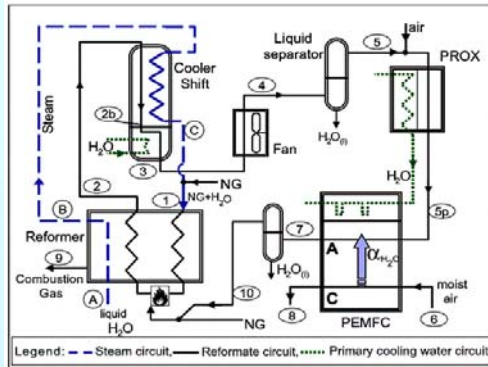 Liquid separator
5
air
PROX
Cooler Shift
4
2b
C
H₂O
3
H₂O(l)
Fan
Steam
NG
H₂O
2
1
NG+H₂O
B
Reformer
7
5p
9
A
α H₂O
Combustion Gas
A
liquid H₂O
H₂O(l)
10
C
moist air
NG
8
PEMFC
6
Legend: Steam circuit, Reformate circuit, Primary cooling water circuit